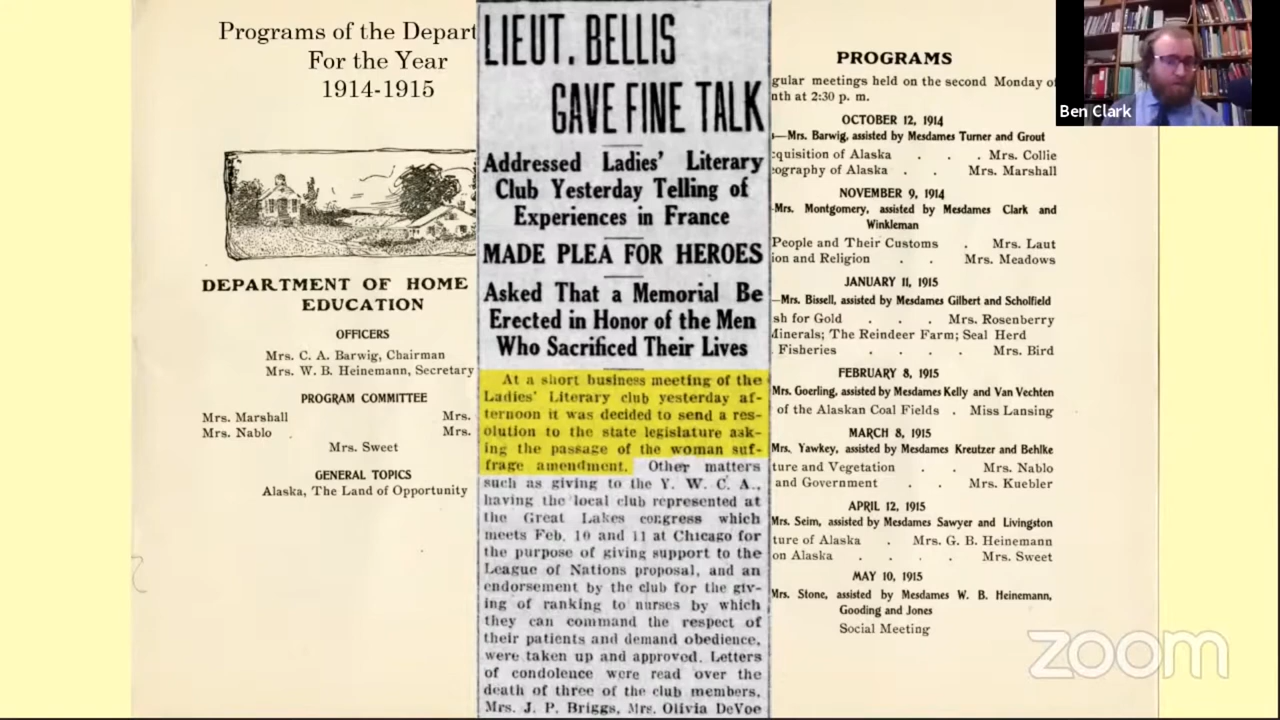 Programs of the Depart
For the Year
1914-1915
DEPARTMENT OF HOME
EDUCATION
OFFICERS
Mrs. C. A. Barwig, Chairman
Mrs. W. B. Heinemann, Secretary
PROGRAM COMMITTEE
Mrs. Marshall Mrs.
Mrs. Nablo Mrs.
Mrs. Sweet
GENERAL TOPICS
Alaska, The Land of Opportunity
LIEUT. BELLIS
GAVE FINE TALK
Addressed Ladies' Literary
Club Yesterday Telling of
Experiences in France
MADE PLEA FOR HEROES
Asked That a Memorial Be
Erected in Honor of the Men
Who Sacrificed Their Lives
At a short business meeting of the
Ladies' Literary club yesterday af-
ternoon it was decided to send a res-
olution to the state legislature ask-
ing the passage of the woman suf-
frage amendment. Other matters
such as giving to the Y. W. C. A.,
having the local club represented at
the Great Lakes congress which
meets Feb. 10 and 11 at Chicago for
the purpose of giving support to the
League of Nations proposal, and an
endorsement by the club for the giv-
ing of ranking to nurses by which
they can command the respect of
their patients and demand obedience,
were taken up and approved. Letters
of condolence were read over the
death of three of the club members,
Mrs. J. P. Briggs, Mrs. Olivia DeVoe
PROGRAMS
gular meetings held on the second Monday of
nth at 2:30 p. m.
OCTOBER 12, 1914
—Mrs. Barwig, assisted by Mesdames Turner and Grout
cquisition of Alaska . . . Mrs. Collie
eography of Alaska . . Mrs. Marshall
NOVEMBER 9, 1914
Mrs. Montgomery, assisted by Mesdames Clark and
Winkleman
People and Their Customs . Mrs. Laut
ion and Religion . . Mrs. Meadows
JANUARY 11, 1915
—Mrs. Bissell, assisted by Mesdames Gilbert and Scholfield
sh for Gold . . . Mrs. Rosenberry
Minerals; The Reindeer Farm; Seal Herd
Fisheries . . . . Mrs. Bird
FEBRUARY 8, 1915
Mrs. Goerling, assisted by Mesdames Kelly and Van Vechten
of the Alaskan Coal Fields . Miss Lansing
MARCH 8, 1915
Mrs. Yawkey, assisted by Mesdames Kreutzer and Behlke
ture and Vegetation . . Mrs. Nablo
and Government . . Mrs. Kuebler
APRIL 12, 1915
Mrs. Seim, assisted by Mesdames Sawyer and Livingston
ture of Alaska . Mrs. G. B. Heinemann
on Alaska . . . . Mrs. Sweet
MAY 10, 1915
Mrs. Stone, assisted by Mesdames W. B. Heinemann,
Gooding and Jones
Social Meeting
Ben Clark
zoom